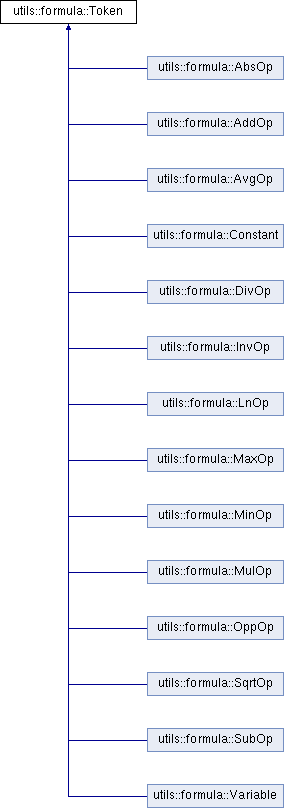 utils::formula::Token
utils::formula::AbsOp
utils::formula::AddOp
utils::formula::AvgOp
utils::formula::Constant
utils::formula::DivOp
utils::formula::InvOp
utils::formula::LnOp
utils::formula::MaxOp
utils::formula::MinOp
utils::formula::MulOp
utils::formula::OppOp
utils::formula::SqrtOp
utils::formula::SubOp
utils::formula::Variable